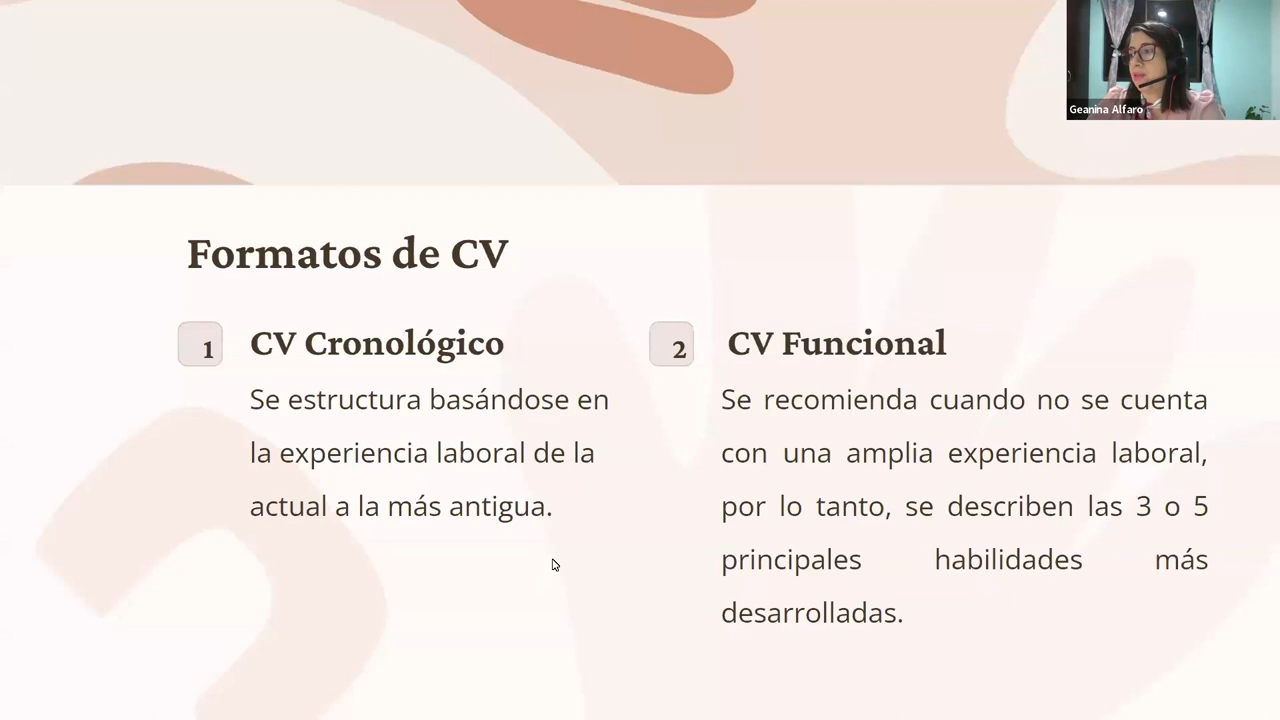 Geanina Alfaro
Formatos de CV
1 CV Cronológico
Se estructura basándose en
la experiencia laboral de la
actual a la más antigua.
2 CV Funcional
Se recomienda cuando no se cuenta
con una amplia experiencia laboral,
por lo tanto, se describen las 3 o 5
principales habilidades más
desarrolladas.